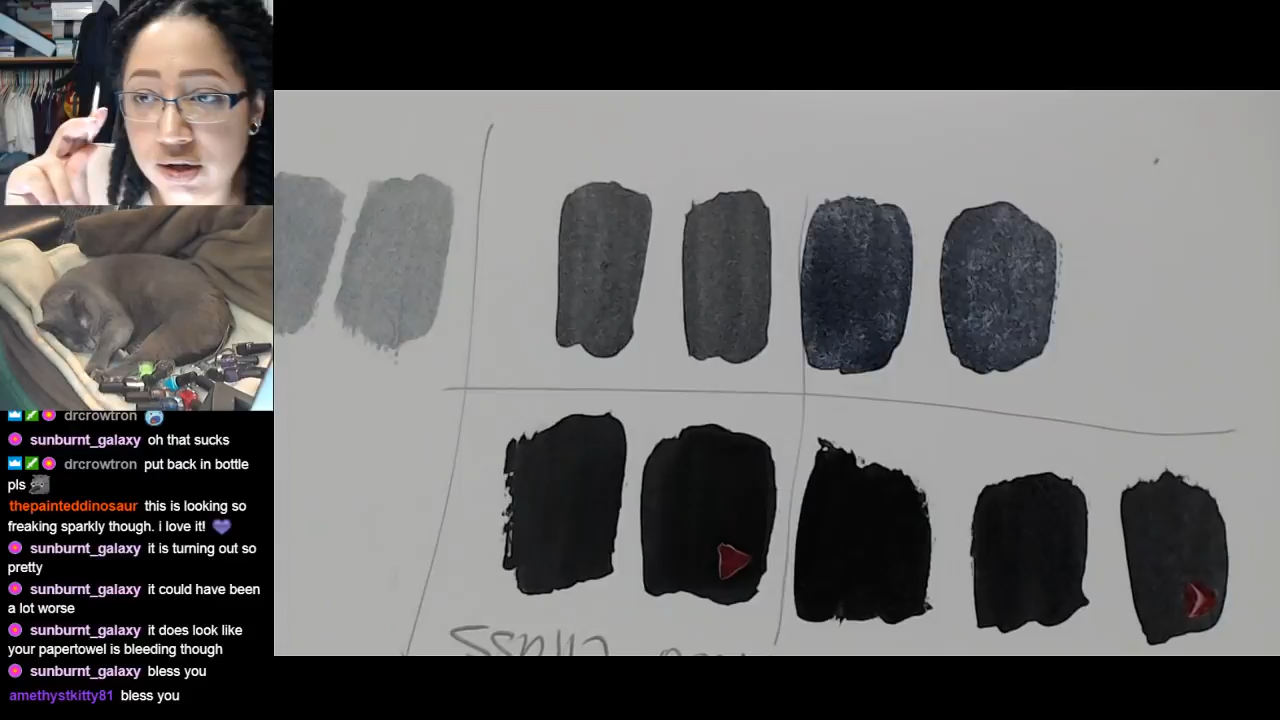 drcrowtron
sunburnt_galaxy oh that sucks
drcrowtron put back in bottle
pls
thepainteddinosaur this is looking so
freaking sparkly though. i love it!
sunburnt_galaxy it is turning out so
pretty
sunburnt_galaxy it could have been
a lot worse
sunburnt_galaxy it does look like
your papertowel is bleeding though
sunburnt_galaxy bless you
amethystkitty81 bless you